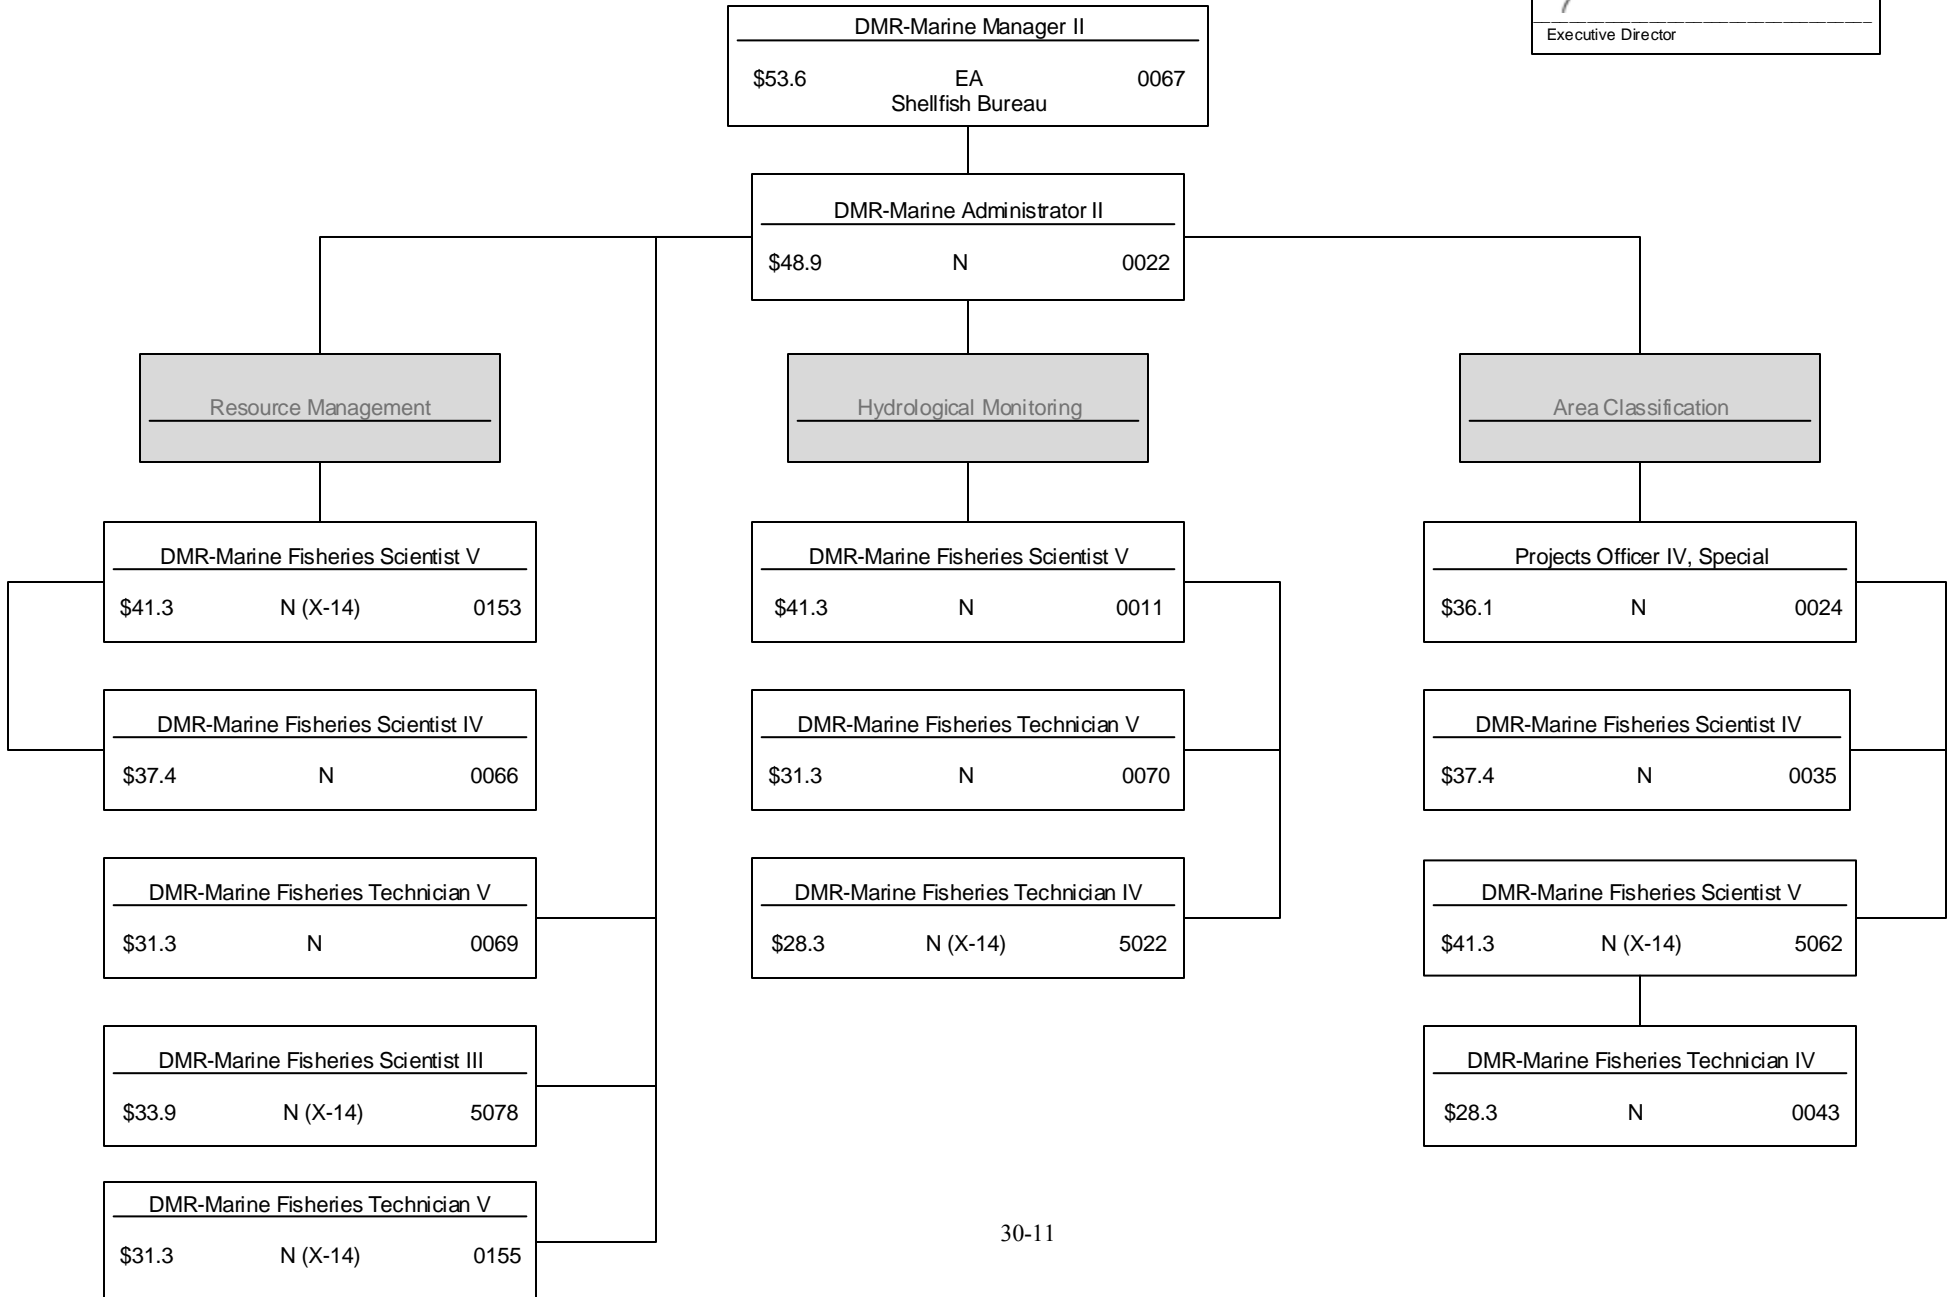 Executive Director
DMR-Marine Manager II
$53.6 EA 0067
Shellfish Bureau
DMR-Marine Administrator II
$48.9 N 0022
Resource Management
Hydrological Monitoring
Area Classification
DMR-Marine Fisheries Scientist V
$41.3 N (X-14) 0153
DMR-Marine Fisheries Scientist IV
$37.4 N 0066
DMR-Marine Fisheries Technician V
$31.3 N 0069
DMR-Marine Fisheries Scientist III
$33.9 N (X-14) 5078
DMR-Marine Fisheries Technician V
$31.3 N (X-14) 0155
DMR-Marine Fisheries Scientist V
$41.3 N 0011
DMR-Marine Fisheries Technician V
$31.3 N 0070
DMR-Marine Fisheries Technician IV
$28.3 N (X-14) 5022
Projects Officer IV, Special
$36.1 N 0024
DMR-Marine Fisheries Scientist IV
$37.4 N 0035
DMR-Marine Fisheries Scientist V
$41.3 N (X-14) 5062
DMR-Marine Fisheries Technician IV
$28.3 N 0043
30-11